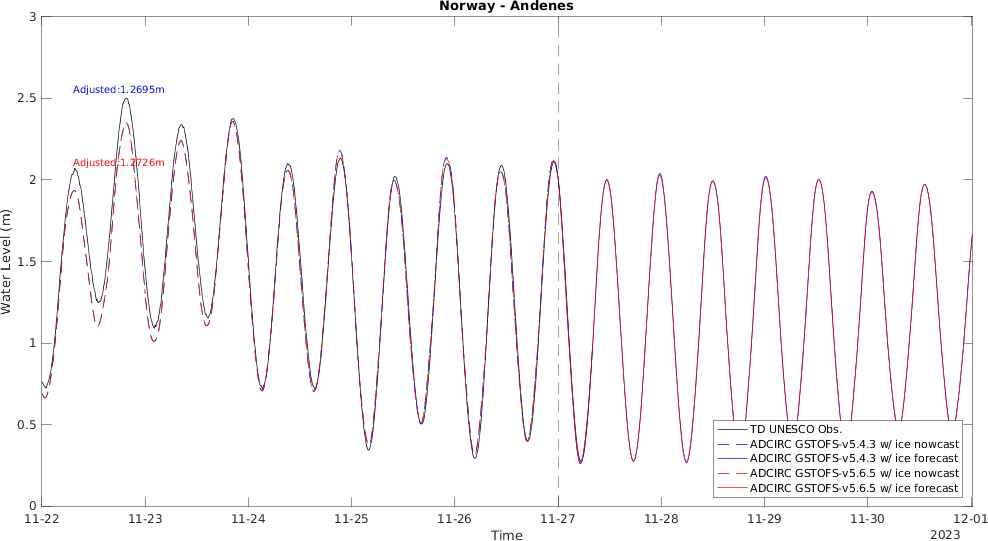 Norway - Andenes
3
2.5
2
1.5
1
0.5
0
Water Level (m)
Adjusted:1.2695m
Adjusted:1.2726m
TD UNESCO Obs.
ADCIRC GSTOFS-v5.4.3 w/ ice nowcast
ADCIRC GSTOFS-v5.4.3 w/ ice forecast
ADCIRC GSTOFS-v5.6.5 w/ ice nowcast
ADCIRC GSTOFS-v5.6.5 w/ ice forecast
11-22 11-23 11-24 11-25 11-26 11-27 11-28 11-29 11-30 12-01
Time
2023